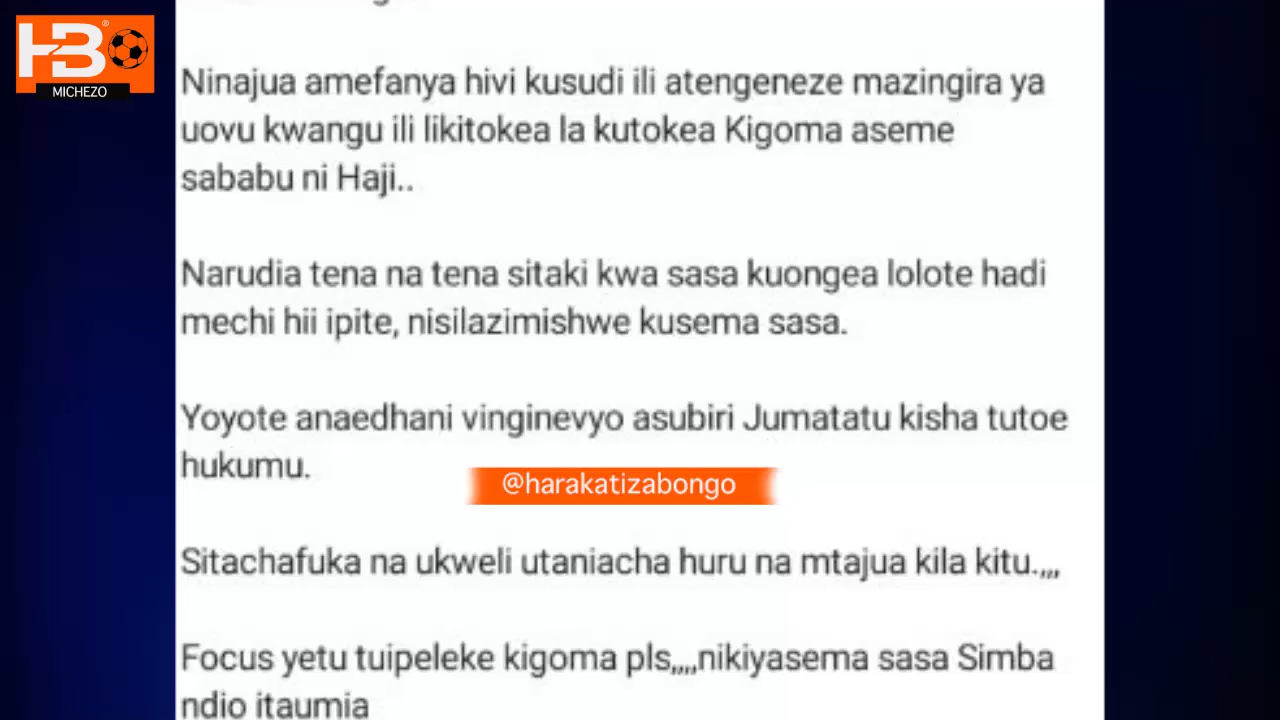 HB®
MICHEZO
Ninajua amefanya hivi kusudi ili atengeneze mazingira ya
uovu kwangu ili likitokea la kutokea Kigoma aseme
sababu ni Haji..
Narudia tena na tena sitaki kwa sasa kuongea lolote hadi
mechi hii ipite, nisilazimishwe kusema sasa.
Yoyote anaedhani vinginevyo asubiri Jumatatu kisha tutoe
hukumu.
@harakatizabongo
Sitachafuka na ukweli utaniacha huru na mtajua kila kitu.,,,
Focus yetu tuipeleke kigoma pls,,,,nikiyasema sasa Simba
ndio itaumia